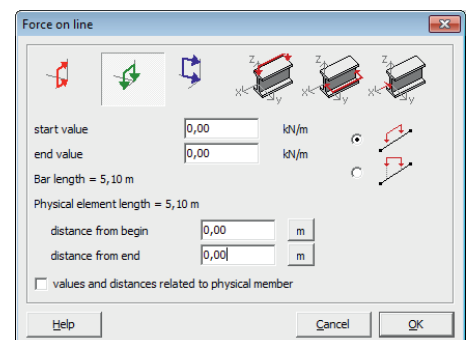 Force on line
Z Z Z
x y x y x y
start value 0,00 kN/m
end value 0,00 kN/m
Bar length = 5,10 m
Physical element length = 5,10 m
distance from begin 0,00 m
distance from end 0,00 m
values and distances related to physical member
Help Cancel OK